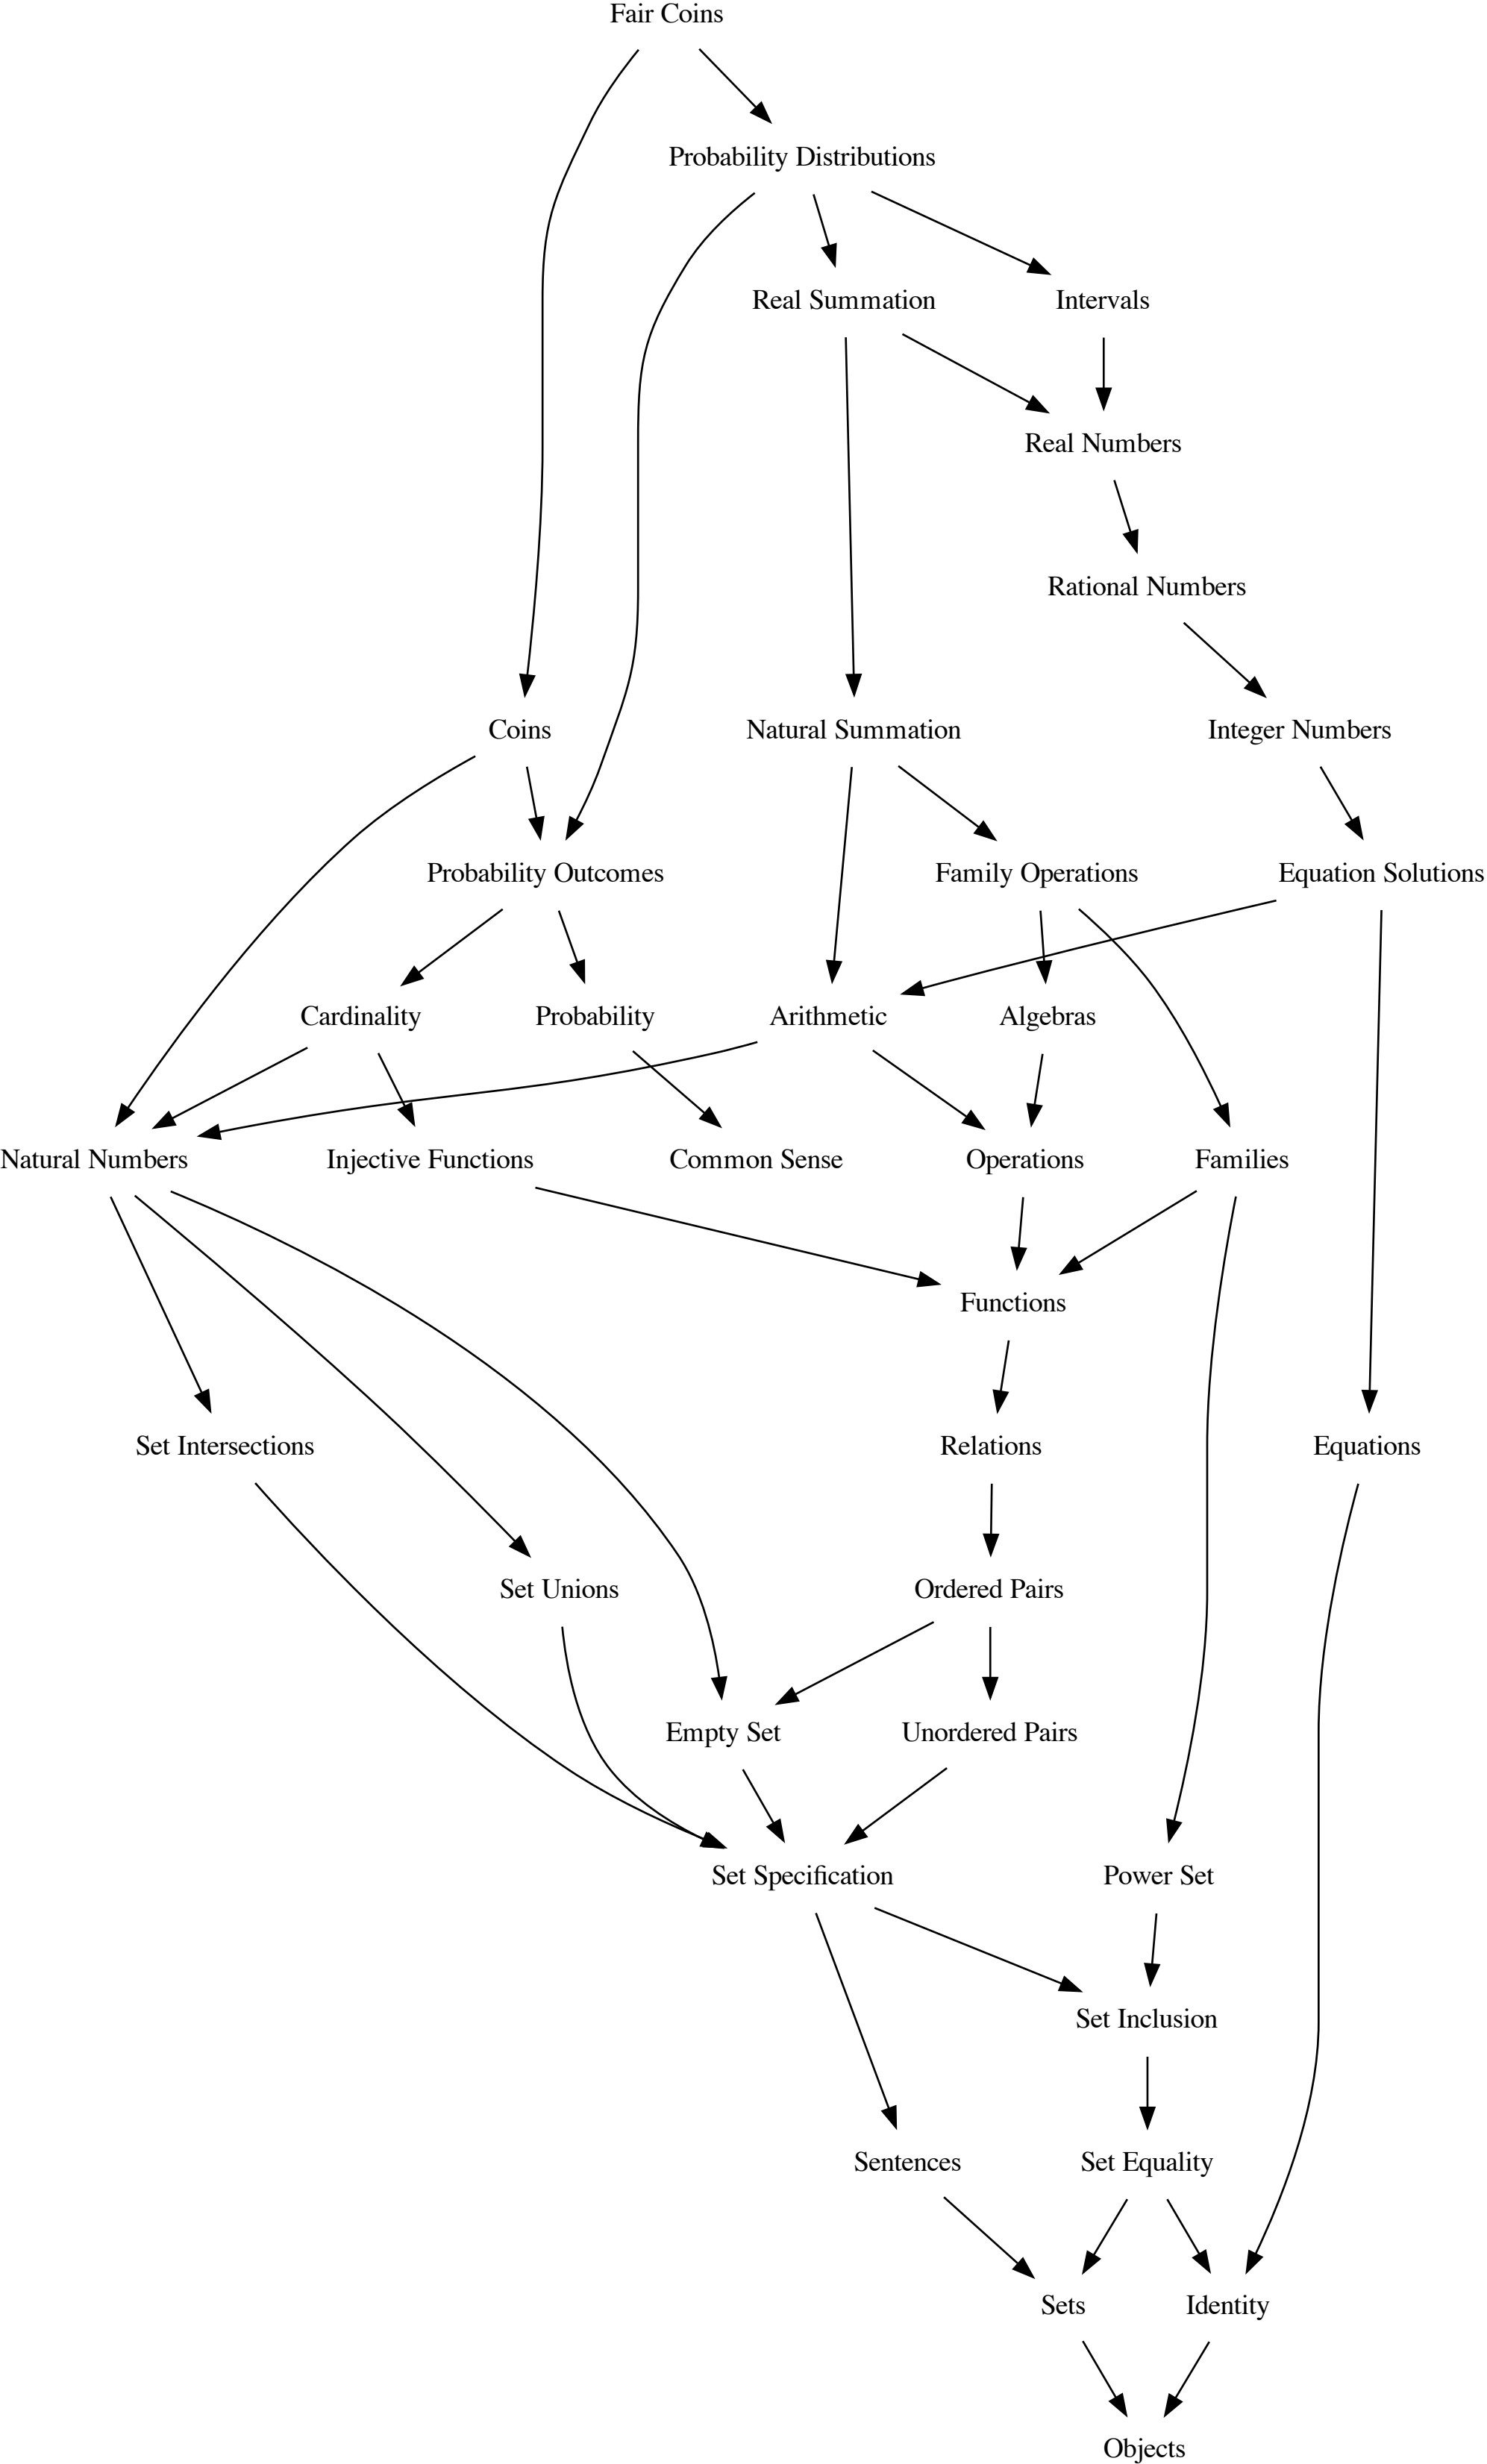 Fair Coins
Probability Distributions
Real Summation
Intervals
Real Numbers
Rational Numbers
Coins
Natural Summation
Integer Numbers
Probability Outcomes
Family Operations
Equation Solutions
Cardinality
Probability
Arithmetic
Algebras
Natural Numbers
Injective Functions
Common Sense
Operations
Families
Functions
Set Intersections
Relations
Equations
Set Unions
Ordered Pairs
Empty Set
Unordered Pairs
Set Specification
Power Set
Set Inclusion
Sentences
Set Equality
Sets
Identity
Objects